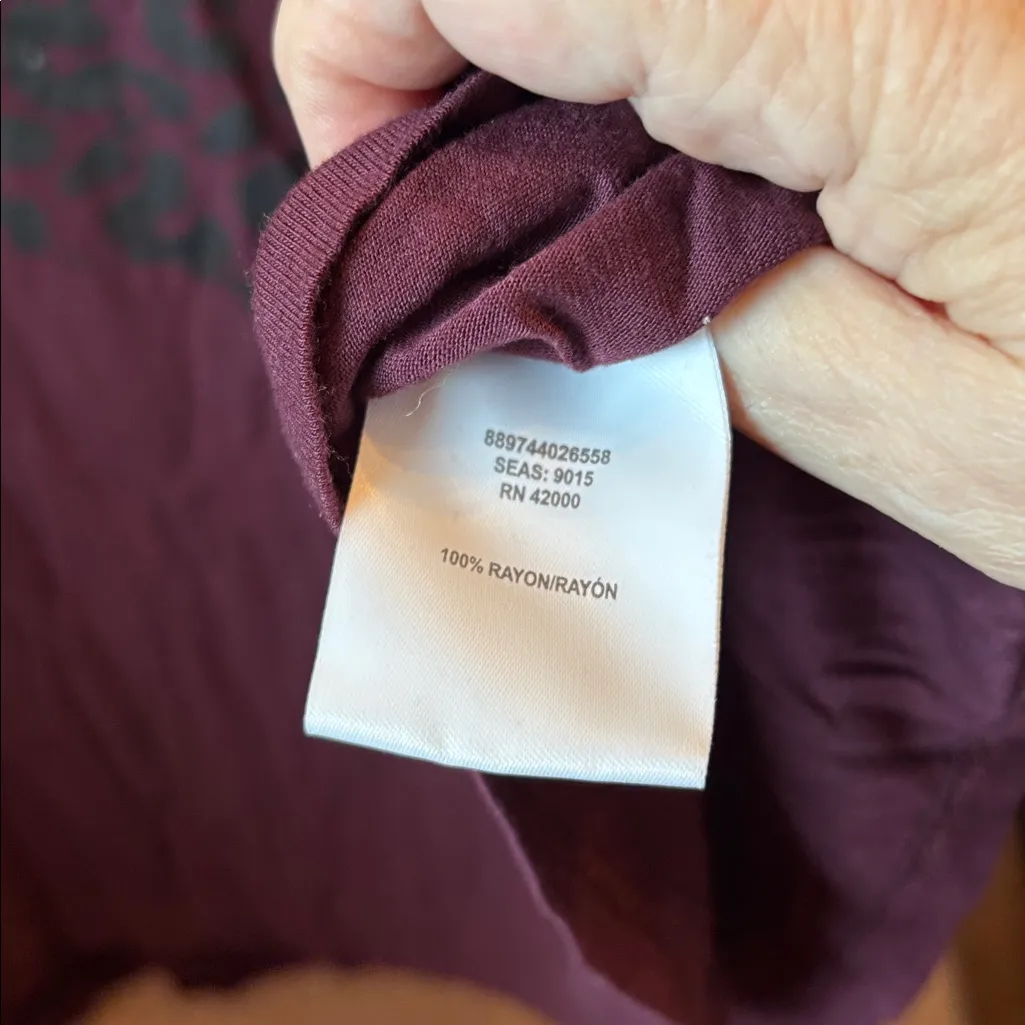 889744026558
SEAS: 9015
RN 42000
100% RAYON/RAYÓN